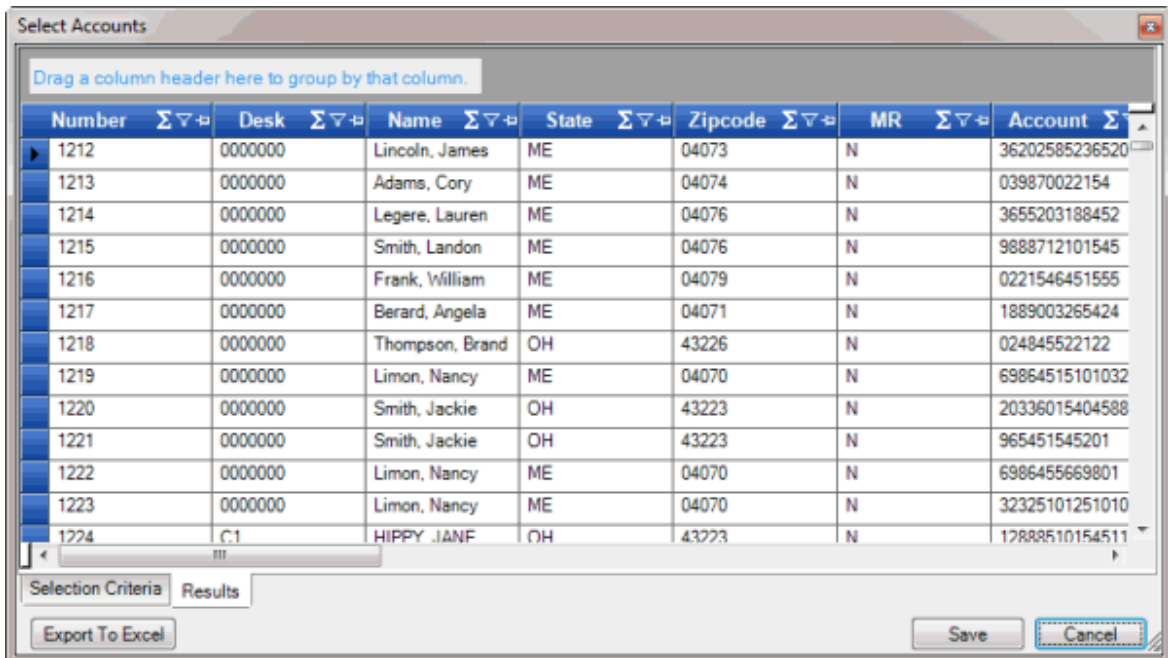 Select Accounts
Drag a column header here to group by that column.
Number Desk Name State Zipcode MR Account
1212 0000000 Lincoln, James ME 04073 N 36202585236520
1213 0000000 Adams, Cory ME 04074 N 039870022154
1214 0000000 Legere, Lauren ME 04076 N 3655203188452
1215 0000000 Smith, Landon ME 04076 N 9888712101545
1216 0000000 Frank, William ME 04079 N 0221546451555
1217 0000000 Berard, Angela ME 04071 N 1889003265424
1218 0000000 Thompson, Brand OH 43226 N 024845522122
1219 0000000 Limon, Nancy ME 04070 N 69864515101032
1220 0000000 Smith, Jackie OH 43223 N 20336015404588
1221 0000000 Smith, Jackie OH 43223 N 965451545201
1222 0000000 Limon, Nancy ME 04070 N 6986455669801
1223 0000000 Limon, Nancy ME 04070 N 32325101251010
1224 C1 HIPPY, JANE OH 43223 N 12888510154511
Selection Criteria Results
Export To Excel Save Cancel